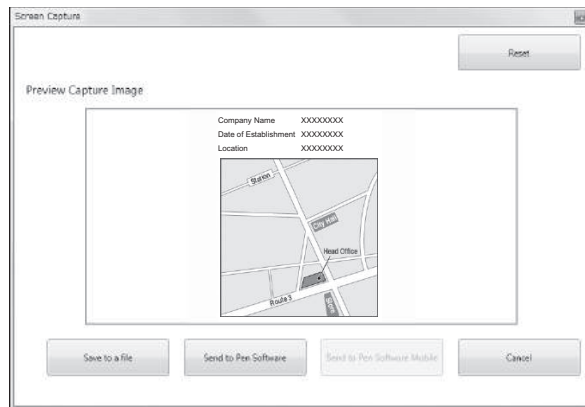 Screen Capture
Reset
Preview Capture Image
Company Name XXXXXXXX
Date of Establishment XXXXXXXX
Location XXXXXXXX
Station
City Hall
Head Office
Route 3
Store
Save to a file Send to Pen Software Send to Pen Software Mobile Cancel